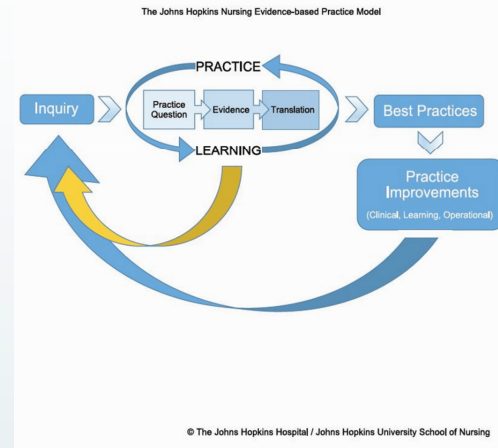 The Johns Hopkins Nursing Evidence-based Practice Model
PRACTICE
Inquiry
Practice
Question
Evidence
Translation
Best Practices
LEARNING
Practice
Improvements
(Clinical, Learning, Operational)
© The Johns Hopkins Hospital / Johns Hopkins University School of Nursing